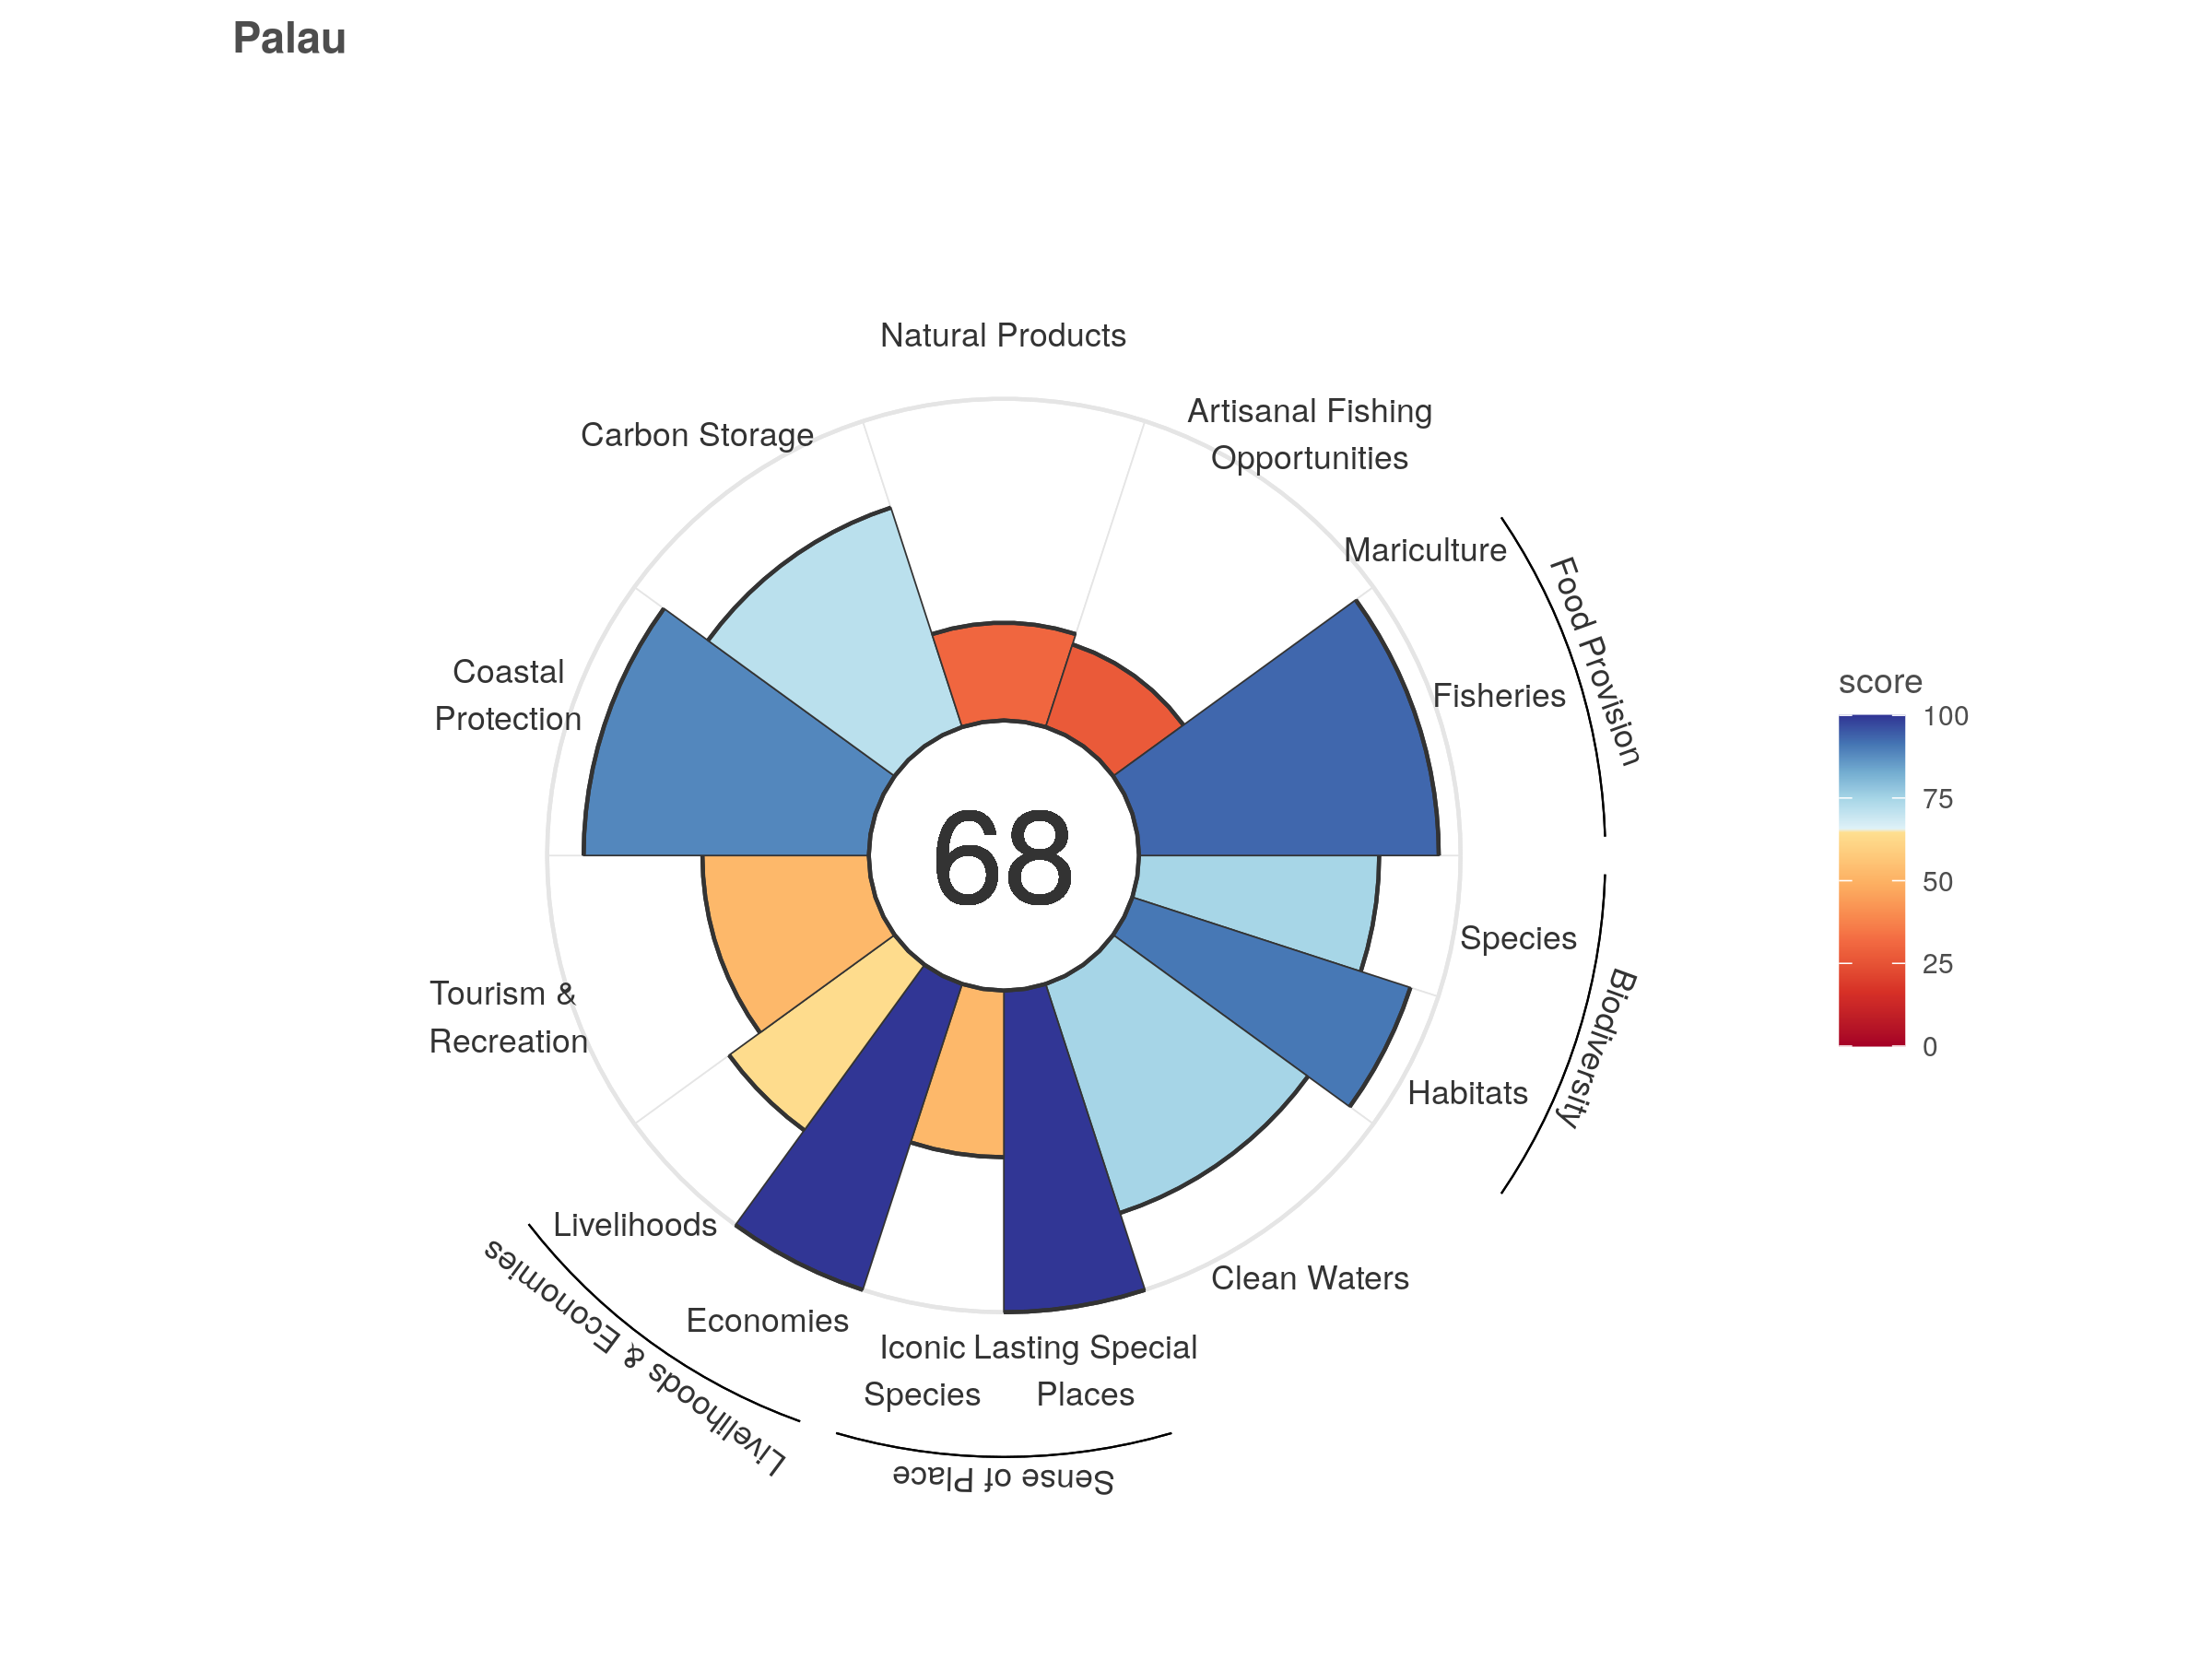 Palau
Natural Products
Artisanal Fishing
Opportunities
Carbon Storage
Mariculture
Food Provision
Fisheries
Coastal
Protection
score
100
75
50
25
0
68
Species
Biodiversity
Habitats
Tourism &
Recreation
Livelihoods
Livelihoods & Economies
Economies
Clean Waters
Iconic
Species
Lasting Special
Places
Sense of Place